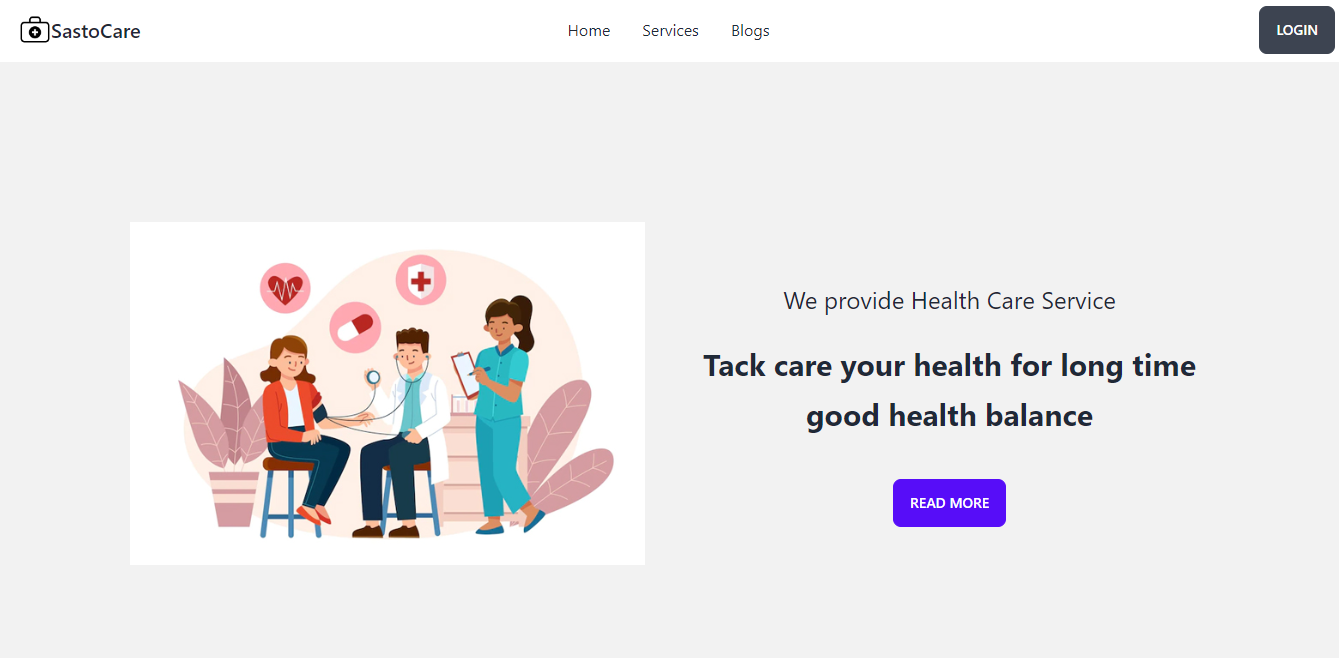 SastoCare
Home
Services
Blogs
LOGIN
We provide Health Care Service
Tack care your health for long time
good health balance
READ MORE